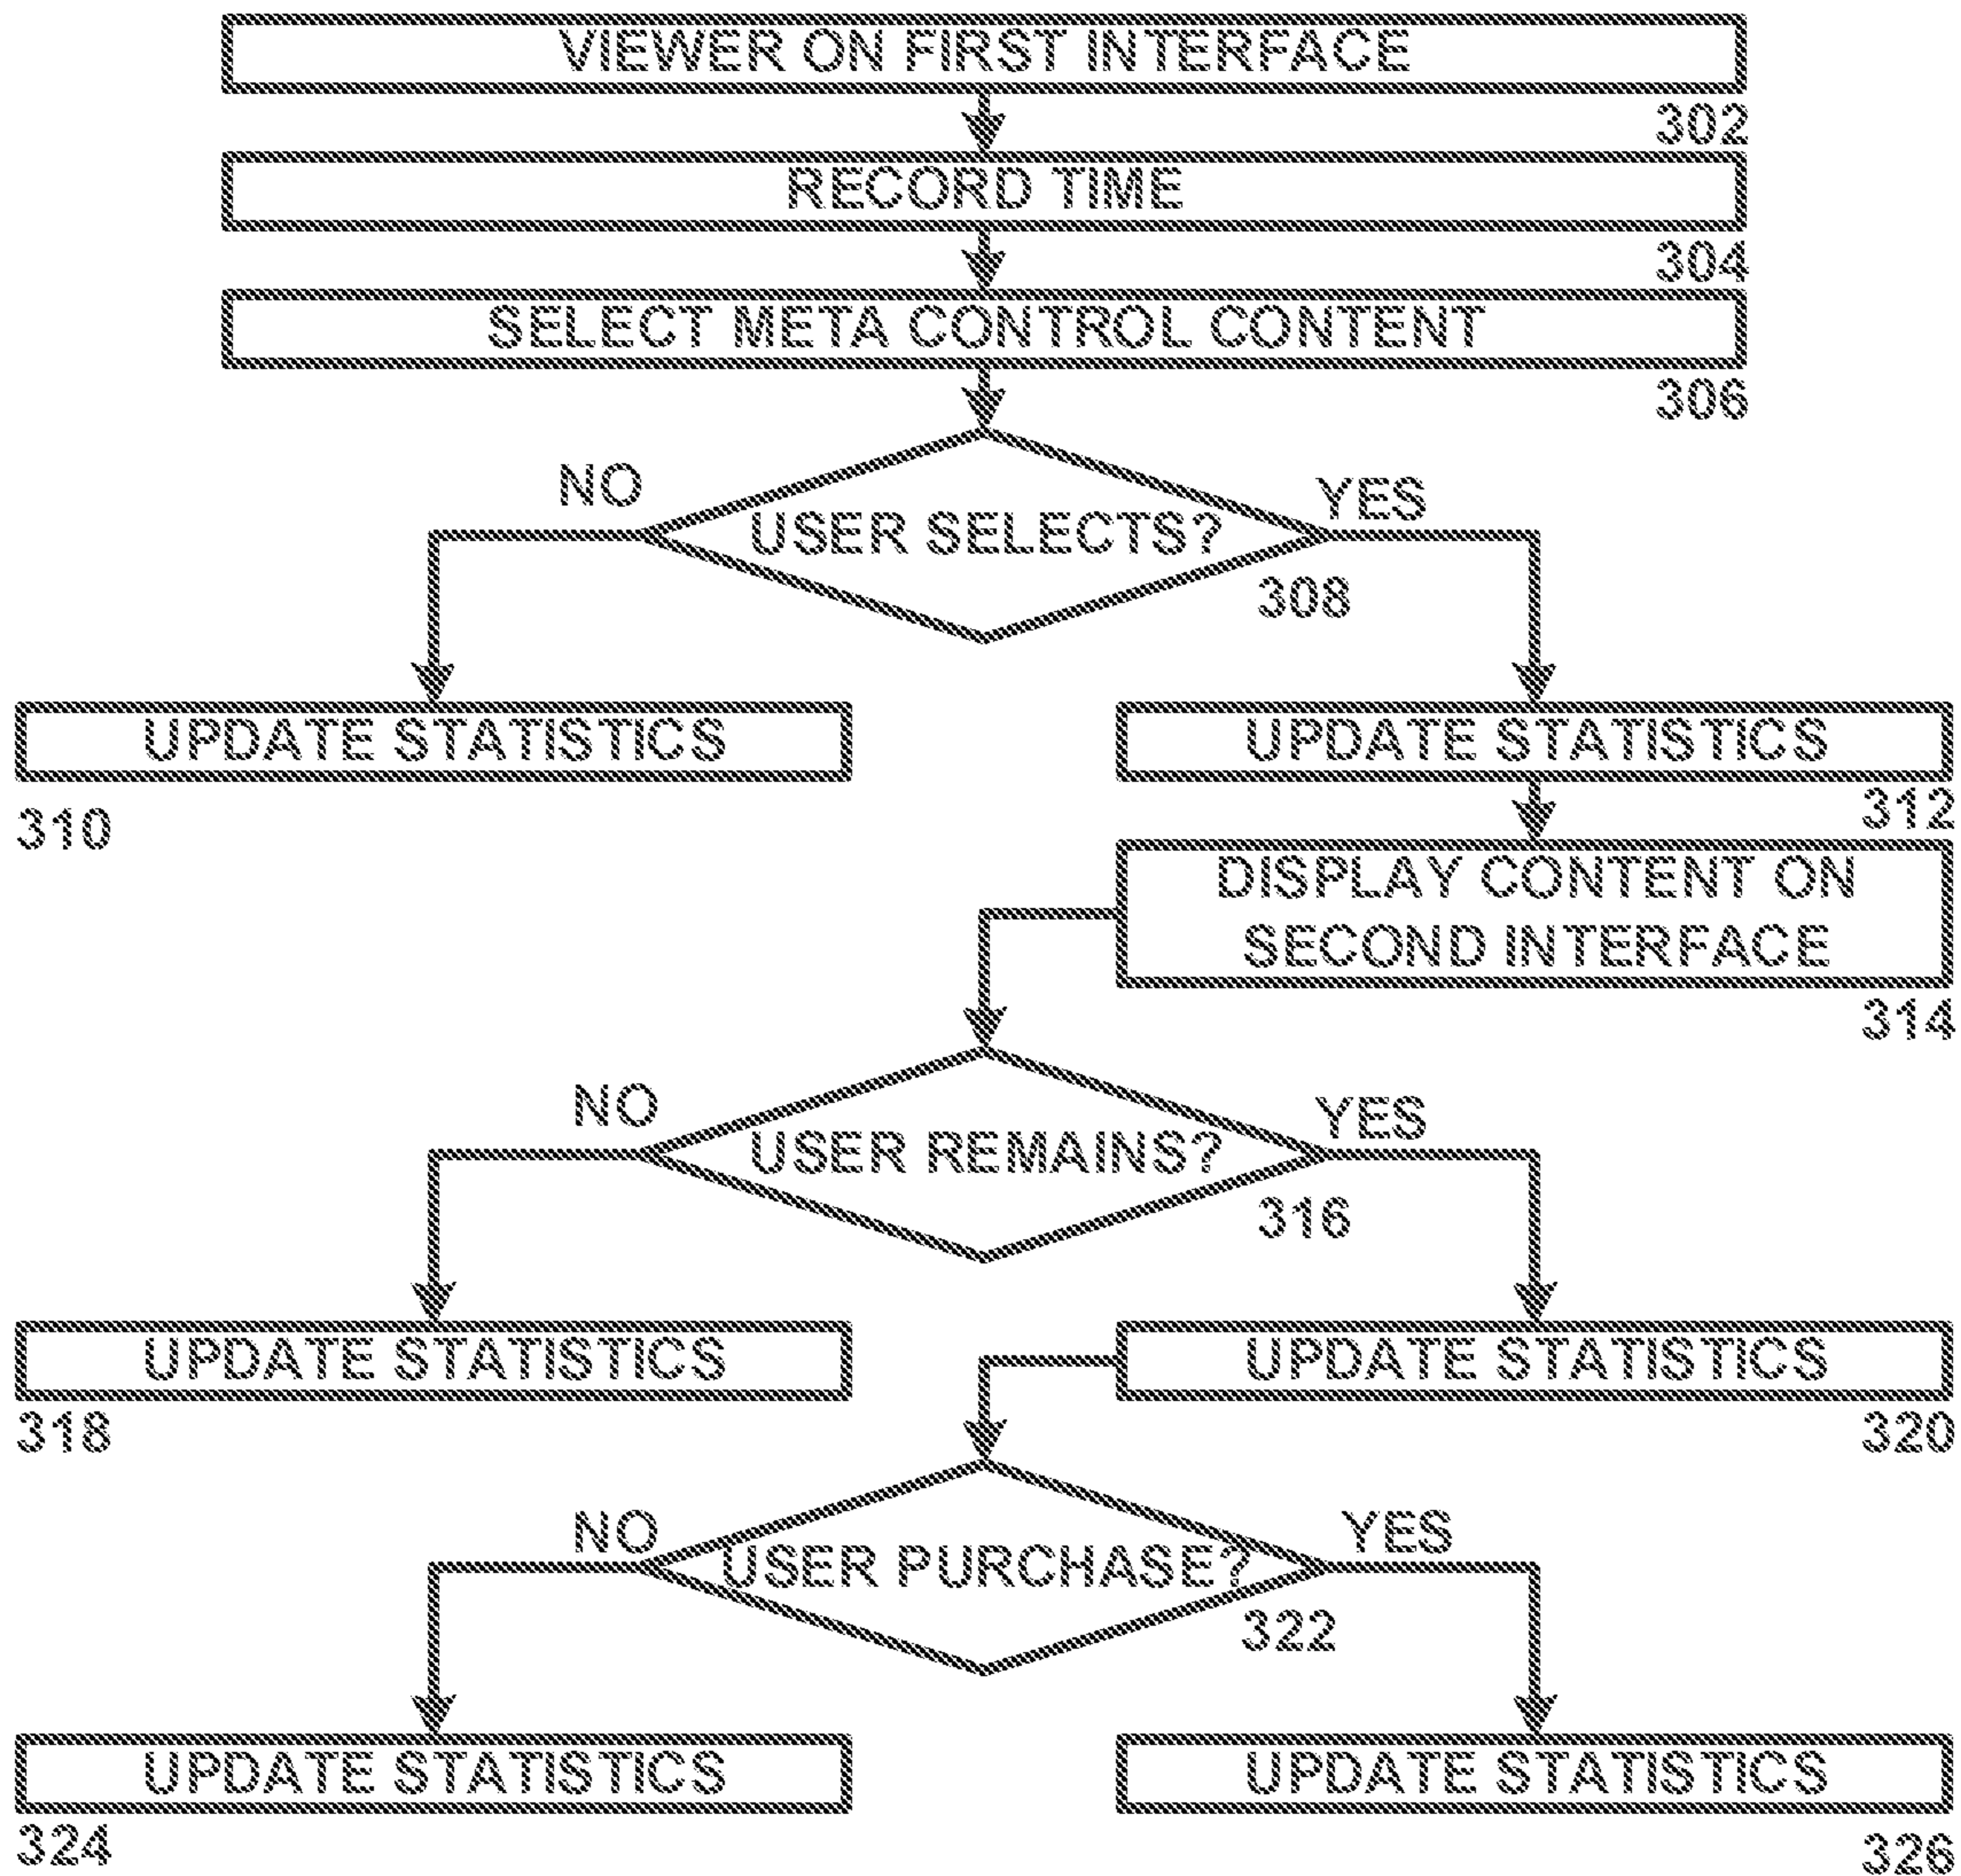 VIEWER ON FIRST INTERFACE
302
RECORD TIME
304
SELECT META CONTROL CONTENT
306
NO
YES
USER SELECTS?
308
UPDATE STATISTICS
310
UPDATE STATISTICS
312
DISPLAY CONTENT ON
SECOND INTERFACE
314
NO
YES
USER REMAINS?
316
UPDATE STATISTICS
318
UPDATE STATISTICS
320
NO
YES
USER PURCHASE?
322
UPDATE STATISTICS
324
UPDATE STATISTICS
326